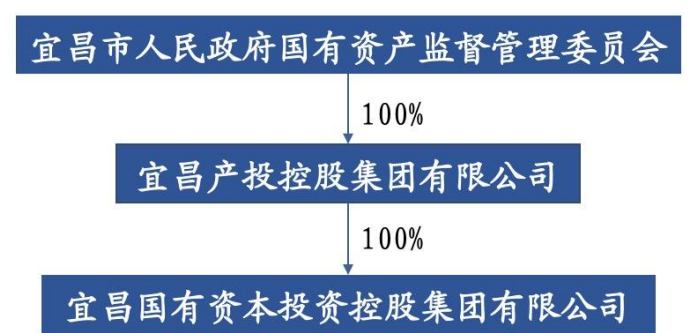 宜昌市人民政府国有资产监督管理委员会
100%
宜昌产投控股集团有限公司
100%
宜昌国有资本投资控股集团有限公司